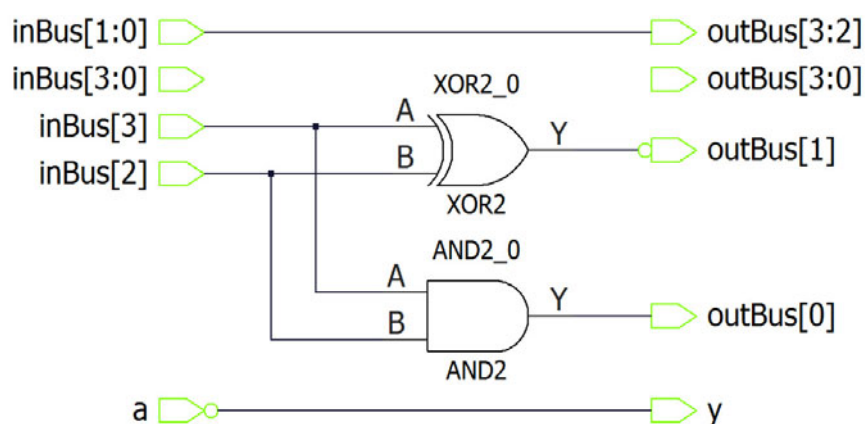 inBus[1:0] outBus[3:2]
inBus[3:0] XOR2_0 outBus[3:0]
inBus[3] A
Y outBus[1]
inBus[2] B
XOR2
AND2_0
A
Y outBus[0]
B
AND2
a y